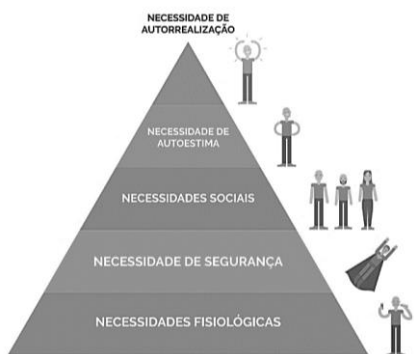 NECESSIDADE DE
AUTORREALIZAÇÃO
NECESSIDADE DE
AUTOESTIMA
NECESSIDADES SOCIAIS
NECESSIDADE DE SEGURANÇA
NECESSIDADES FISIOLÓGICAS